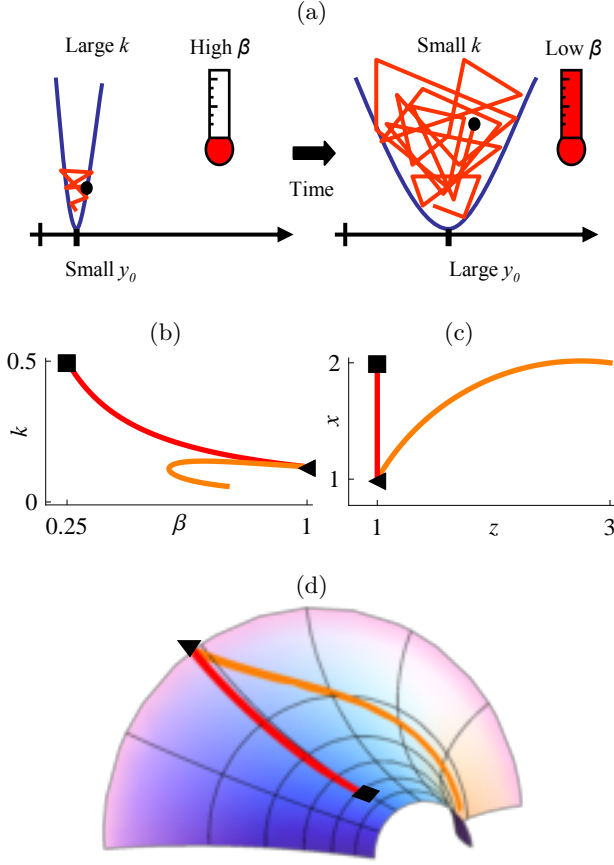 (a)
Large k High β Small k Low β
Time
Small y₀ Large y₀
(b) (c)
0.5
k
0
0.25 β 1
2
x
1
1 z 3
(d)